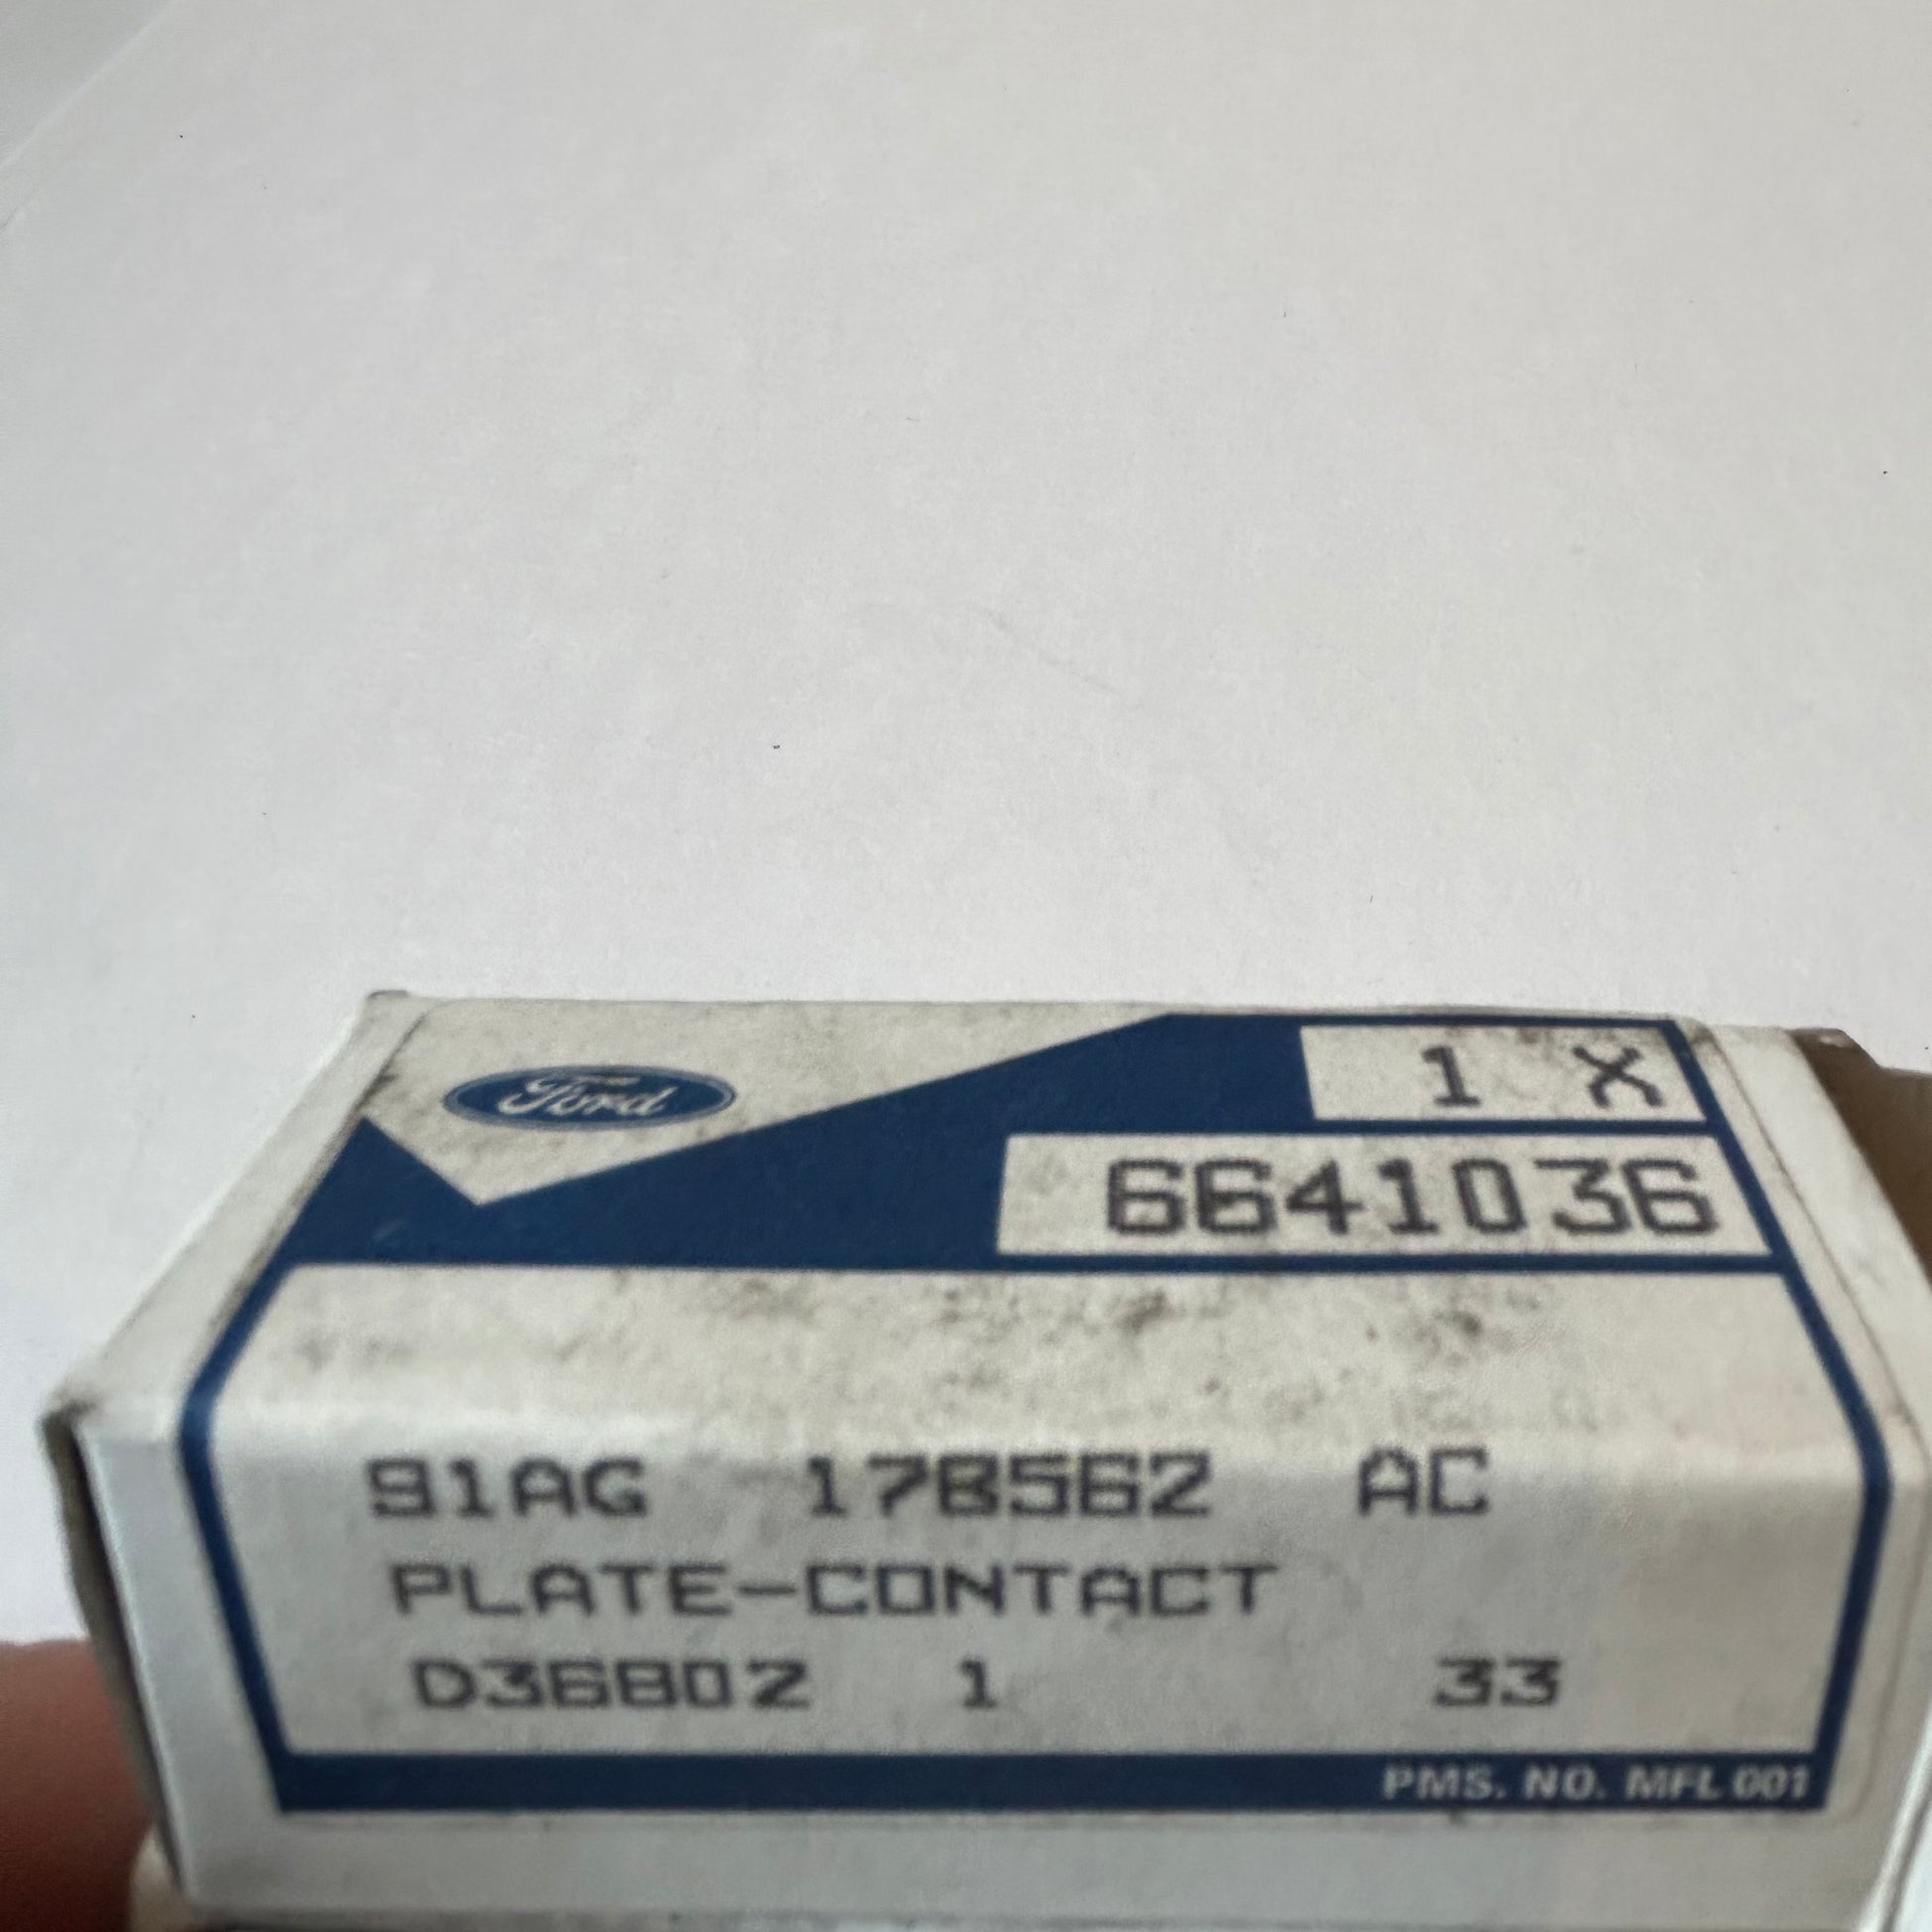 Ford
1 X
6641036
91AG 17B562 AC
PLATE-CONTACT
D36802 1 33
PMS. NO. MFL 001